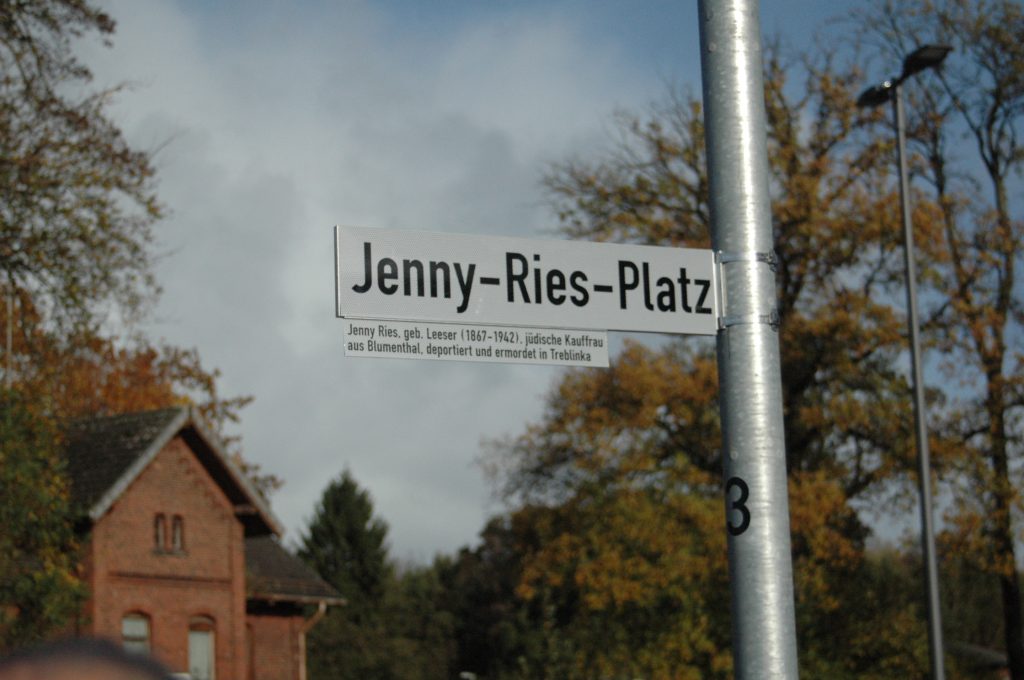 Jenny-Ries-Platz
Jenny Ries, geb. Leeser (1867-1942), jüdische Kauffrau
aus Blumenthal, deportiert und ermordet in Treblinka
3